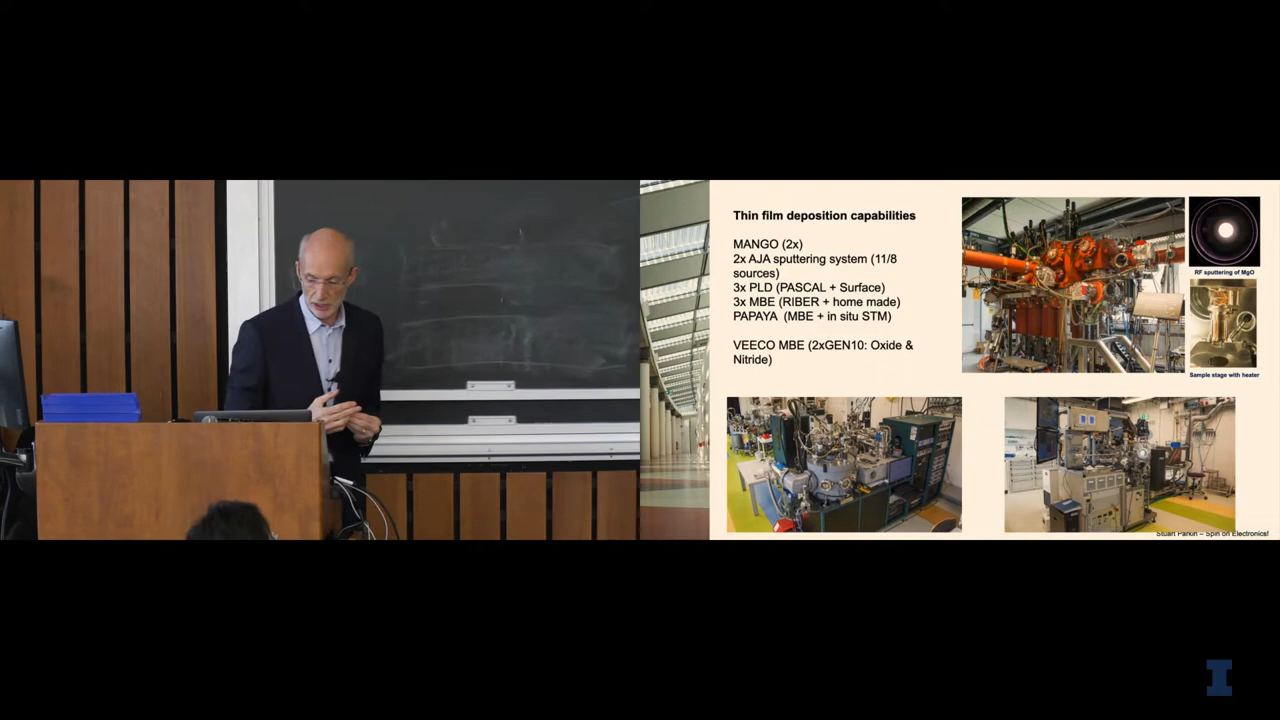 Thin film deposition capabilities
MANGO (2x)
2x AJA sputtering system (11/8
sources)
3x PLD (PASCAL + Surface)
3x MBE (RIBER + home made)
PAPAYA (MBE + in situ STM)
VEECO MBE (2xGEN10: Oxide &
Nitride)
RF sputtering of MgO
Sample stage with heater
Stuart Parkin – Spin on Electronics!
I